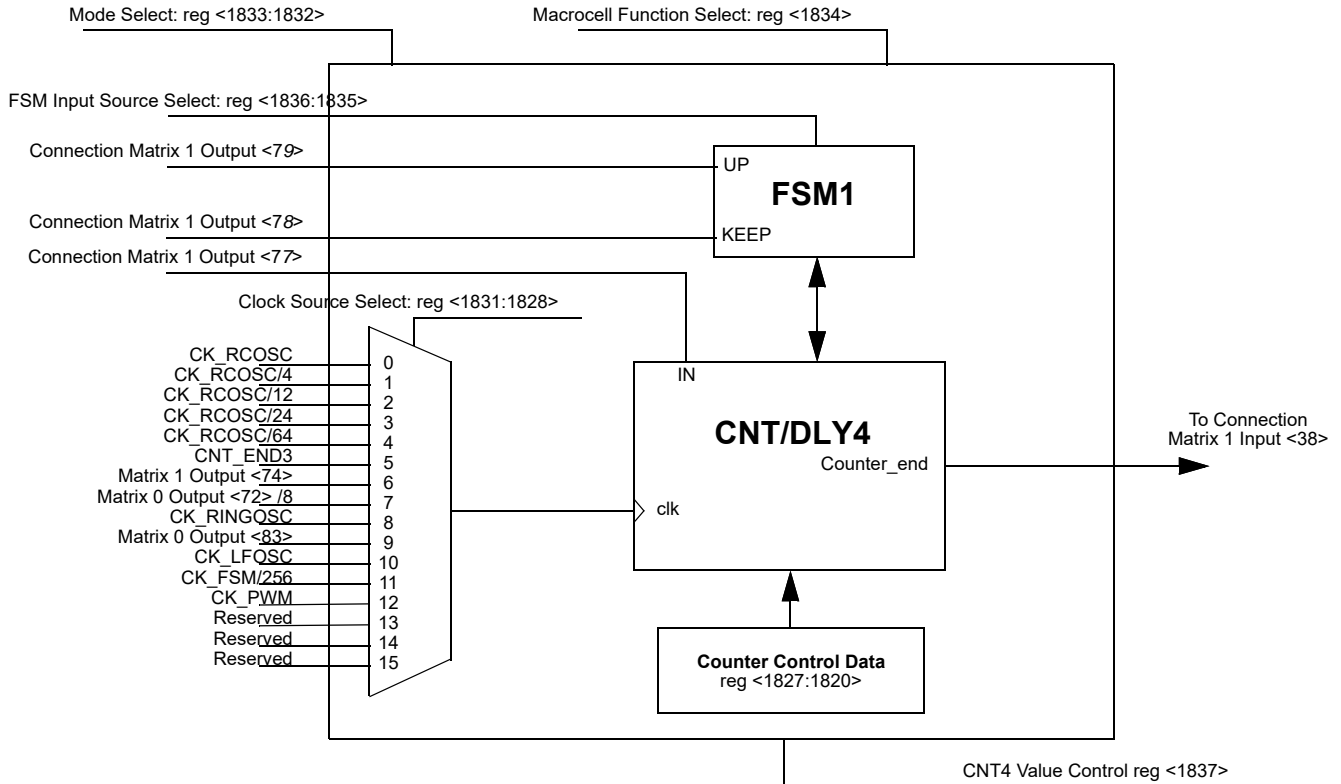 Mode Select: reg <1833:1832>
Macrocell Function Select: reg <1834>
FSM Input Source Select: reg <1836:1835>
Connection Matrix 1 Output <79>
UP
FSM1
Connection Matrix 1 Output <78>
KEEP
Connection Matrix 1 Output <77>
Clock Source Select: reg <1831:1828>
CK_RCOSC
0
CK_RCOSC/4
1
CK_RCOSC/12
2
CK_RCOSC/24
3
CK_RCOSC/64
4
CNT_END3
5
Matrix 1 Output <74>
6
Matrix 0 Output <72> /8
7
CK_RINGOSC
8
Matrix 0 Output <83>
9
CK_LFOSC
10
CK_FSM/256
11
CK_PWM
12
Reserved
13
Reserved
14
Reserved
15
IN
CNT/DLY4
Counter_end
clk
To Connection
Matrix 1 Input <38>
Counter Control Data
reg <1827:1820>
CNT4 Value Control reg <1837>